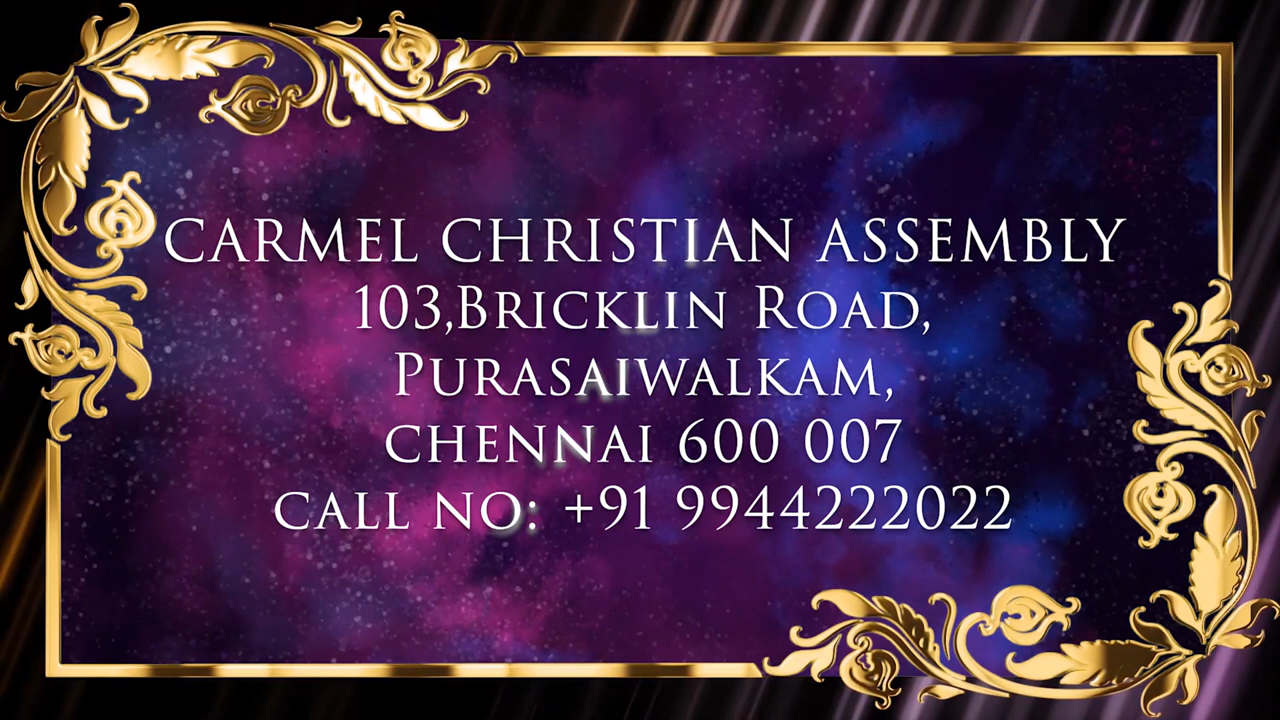 CARMEL CHRISTIAN ASSEMBLY
103,Bricklin Road,
Purasaiwalkam,
chennai 600 007
call no: +91 9944222022